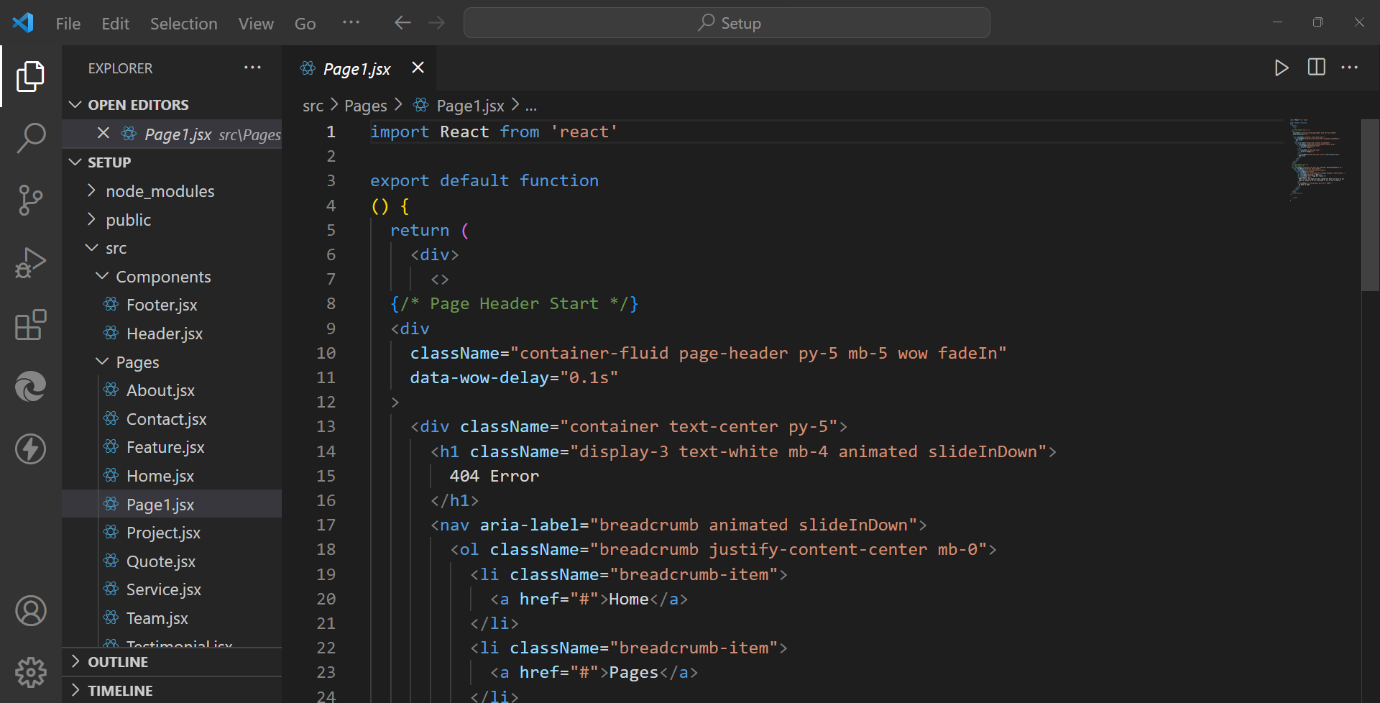 File Edit Selection View Go ··· Setup
EXPLORER ···
OPEN EDITORS
Page1.jsx src\Pages
SETUP
node_modules
public
src
Components
Footer.jsx
Header.jsx
Pages
About.jsx
Contact.jsx
Feature.jsx
Home.jsx
Page1.jsx
Project.jsx
Quote.jsx
Service.jsx
Team.jsx
Testimonial.jsx
OUTLINE
TIMELINE
Page1.jsx
src > Pages > Page1.jsx > ...
1 import React from 'react'
2
3 export default function
4 () {
5 return (
6 <div>
7 <>
8 {/* Page Header Start */}
9 <div
10 className="container-fluid page-header py-5 mb-5 wow fadeIn"
11 data-wow-delay="0.1s"
12 >
13 <div className="container text-center py-5">
14 <h1 className="display-3 text-white mb-4 animated slideInDown">
15 404 Error
16 </h1>
17 <nav aria-label="breadcrumb animated slideInDown">
18 <ol className="breadcrumb justify-content-center mb-0">
19 <li className="breadcrumb-item">
20 <a href="#">Home</a>
21 </li>
22 <li className="breadcrumb-item">
23 <a href="#">Pages</a>
24 </li>